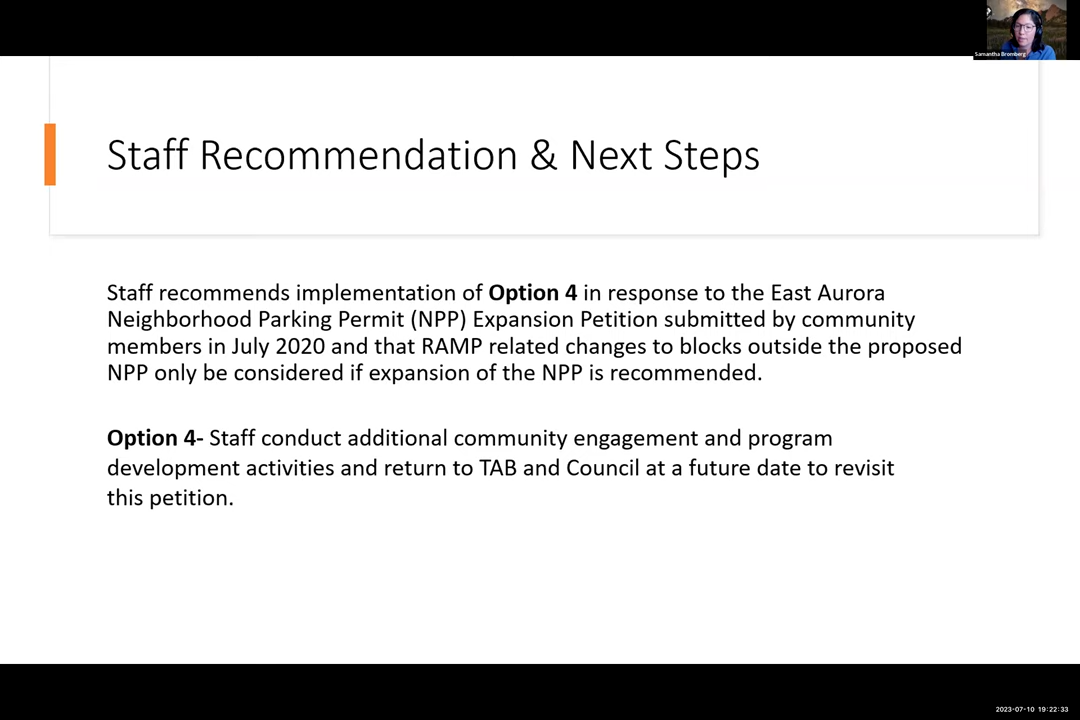 Samantha Bromberg
Staff Recommendation & Next Steps
Staff recommends implementation of Option 4 in response to the East Aurora
Neighborhood Parking Permit (NPP) Expansion Petition submitted by community
members in July 2020 and that RAMP related changes to blocks outside the proposed
NPP only be considered if expansion of the NPP is recommended.
Option 4- Staff conduct additional community engagement and program
development activities and return to TAB and Council at a future date to revisit
this petition.
2023-07-10 19:22:33